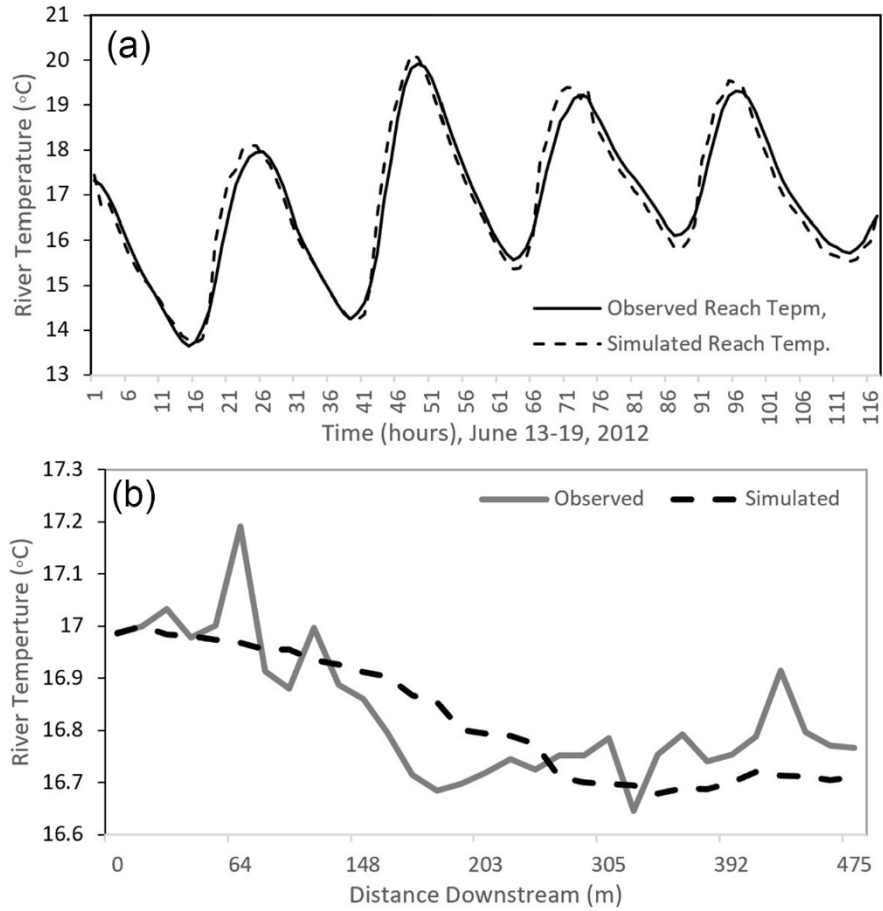 (a)
River Temperature (°C)
21
20
19
18
17
16
15
14
13
Observed Reach Tepm,
Simulated Reach Temp.
1 6 11 16 21 26 31 36 41 46 51 56 61 66 71 76 81 86 91 96 101 106 111 116
Time (hours), June 13-19, 2012
(b)
River Temperture (°C)
17.3
17.2
17.1
17
16.9
16.8
16.7
16.6
Observed Simulated
0 64 148 203 305 392 475
Distance Downstream (m)